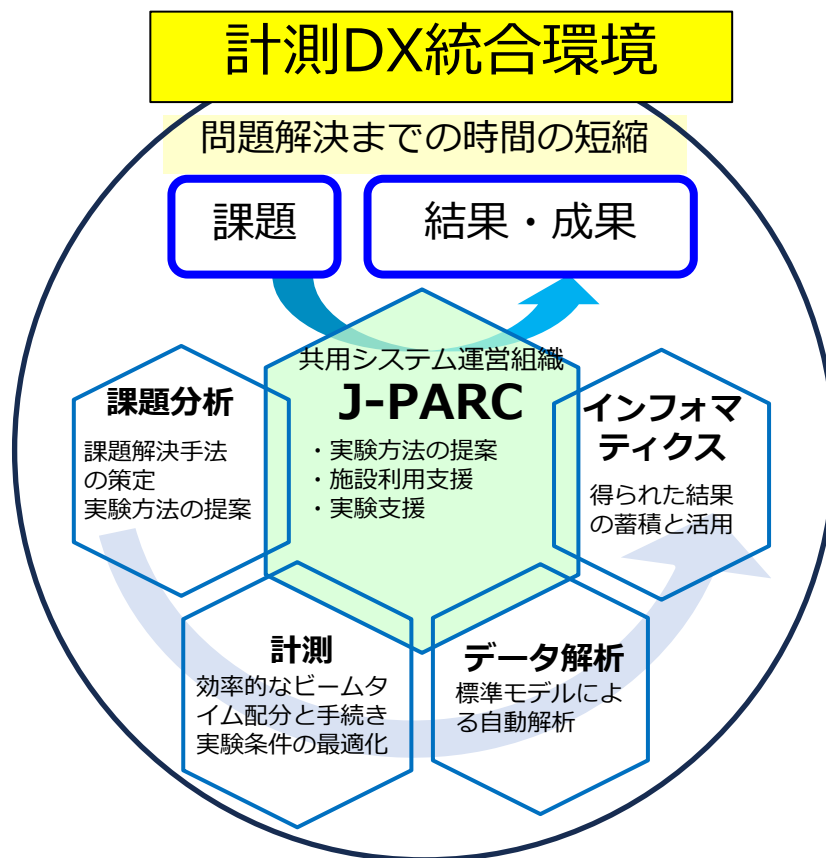 計測DX統合環境
問題解決までの時間の短縮
課題
結果・成果
共用システム運営組織
J-PARC
・実験方法の提案
・施設利用支援
・実験支援
課題分析
課題解決手法
の策定
実験方法の提案
インフォマ
ティクス
得られた結果
の蓄積と活用
計測
効率的なビームタ
イム配分と手続き
実験条件の最適化
データ解析
標準モデルによ
る自動解析